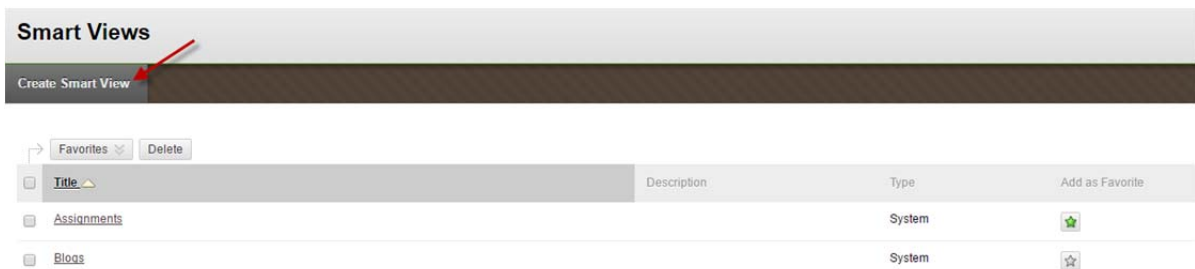 Smart Views
Create Smart View
Favorites Delete
Title Description Type Add as Favorite
Assignments System
Blogs System